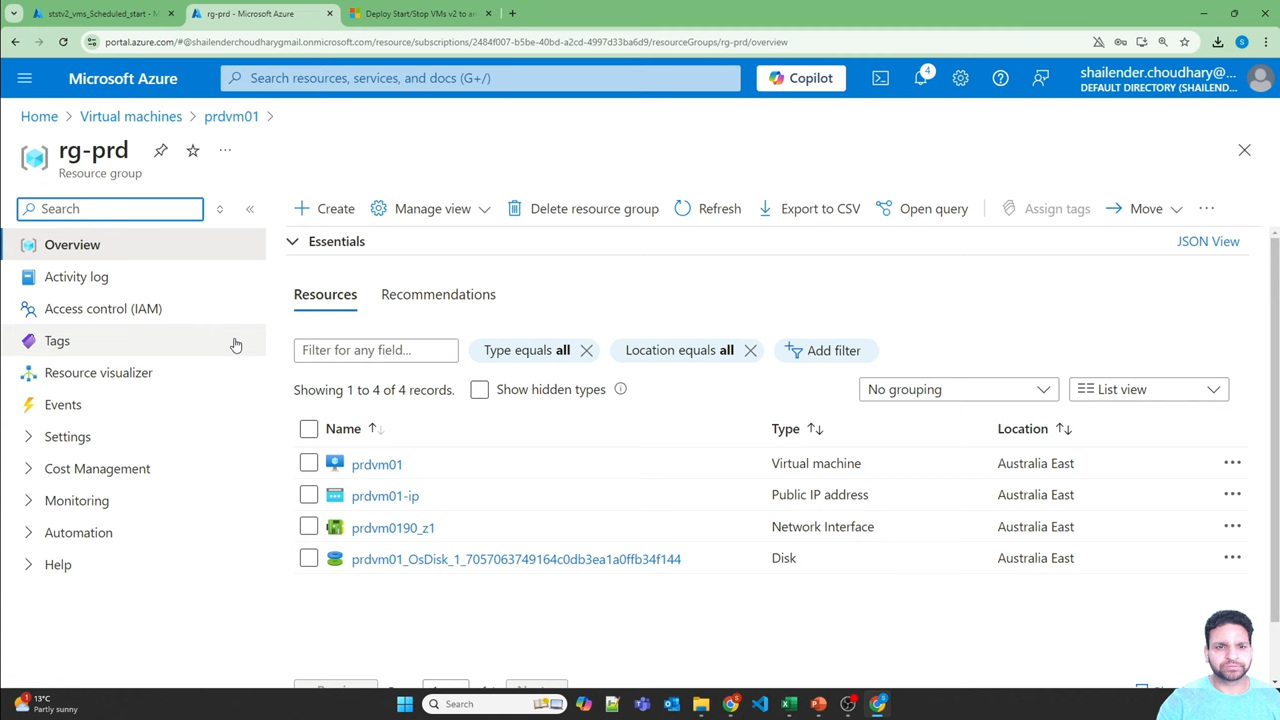 ststv2_vms_Scheduled_start - M
rg-prd - Microsoft Azure
Deploy Start/Stop VMs v2 to an
portal.azure.com/#@shailenderchoudharygmail.onmicrosoft.com/resource/subscriptions/2484f007-b5be-40bd-a2cd-4997d33ba6d9/resourceGroups/rg-prd/overview
Microsoft Azure
Search resources, services, and docs (G+/)
Copilot
4
shailender.choudhary@...
DEFAULT DIRECTORY (SHAILEND...
Home > Virtual machines > prdvm01 >
rg-prd
Resource group
Search
Create
Manage view
Delete resource group
Refresh
Export to CSV
Open query
Assign tags
Move
Overview
Activity log
Access control (IAM)
Tags
Resource visualizer
Events
Settings
Cost Management
Monitoring
Automation
Help
Essentials
JSON View
Resources
Recommendations
Filter for any field...
Type equals all
Location equals all
Add filter
Showing 1 to 4 of 4 records.
Show hidden types
No grouping
List view
Name
Type
Location
prdvm01
Virtual machine
Australia East
prdvm01-ip
Public IP address
Australia East
prdvm0190_z1
Network Interface
Australia East
prdvm01_OsDisk_1_7057063749164c0db3ea1a0ffb34f144
Disk
Australia East
1
13°C
Partly sunny
Search